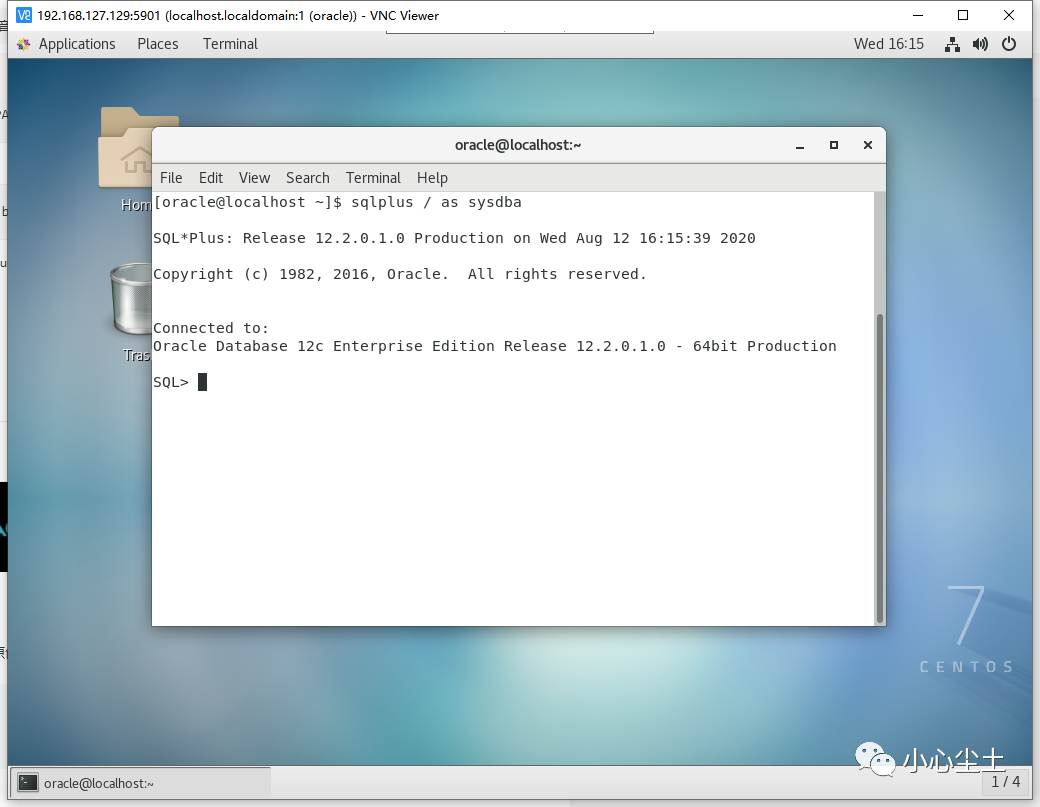 192.168.127.129:5901 (localhost.localdomain:1 (oracle)) - VNC Viewer
Applications Places Terminal Wed 16:15
Home
Trash
oracle@localhost:~
File Edit View Search Terminal Help
[oracle@localhost ~]$ sqlplus / as sysdba
SQL*Plus: Release 12.2.0.1.0 Production on Wed Aug 12 16:15:39 2020
Copyright (c) 1982, 2016, Oracle.  All rights reserved.
Connected to:
Oracle Database 12c Enterprise Edition Release 12.2.0.1.0 - 64bit Production
SQL>
7
CENTOS
小心尘土
oracle@localhost:~ 1 / 4